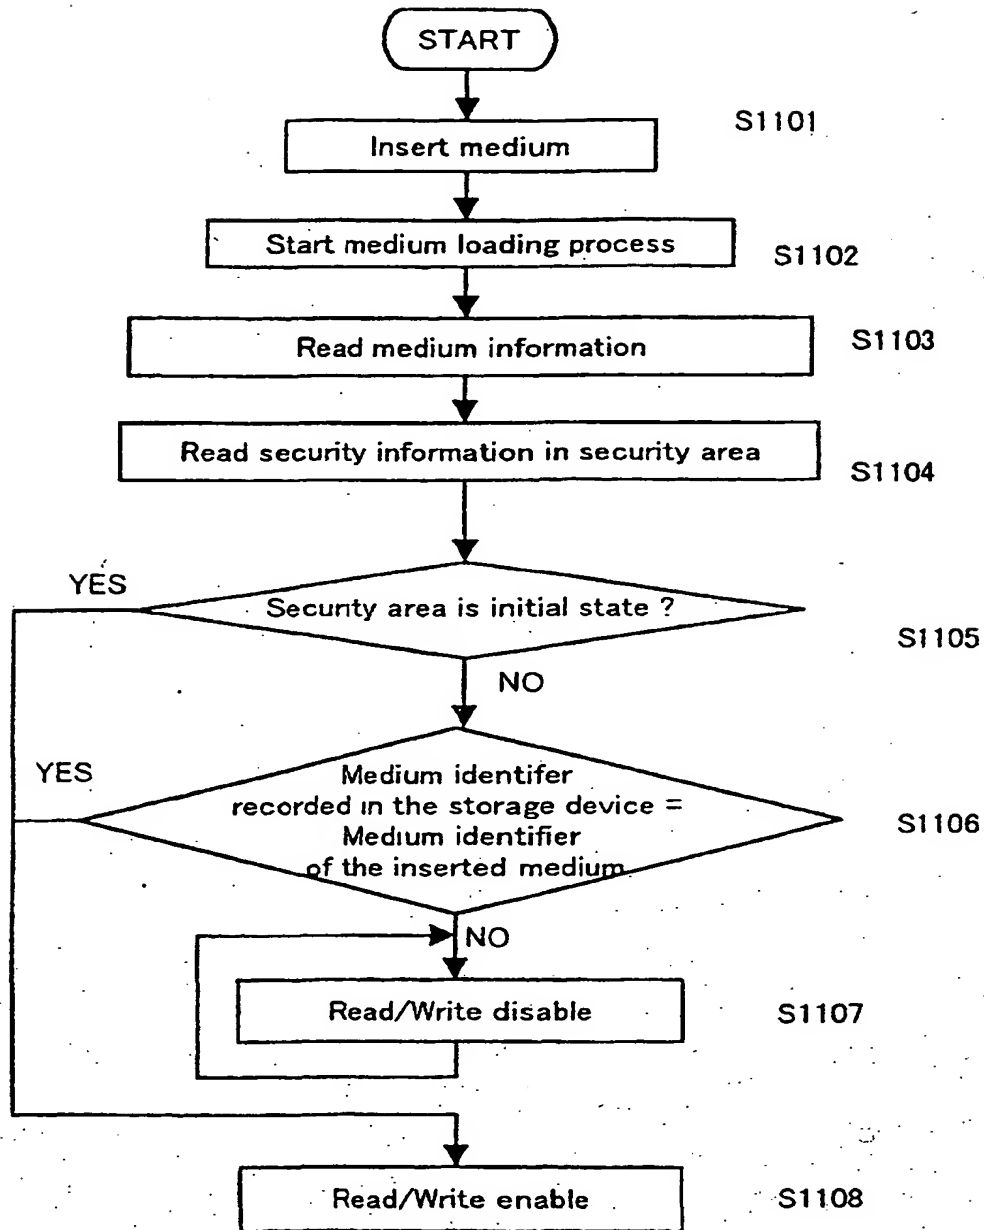 START
S1101
Insert medium
Start medium loading process
S1102
Read medium information
S1103
Read security information in security area
S1104
YES
Security area is initial state ?
S1105
NO
YES
Medium identifer
recorded in the storage device =
Medium identifier
of the inserted medium
S1106
NO
Read/Write disable
S1107
Read/Write enable
S1108